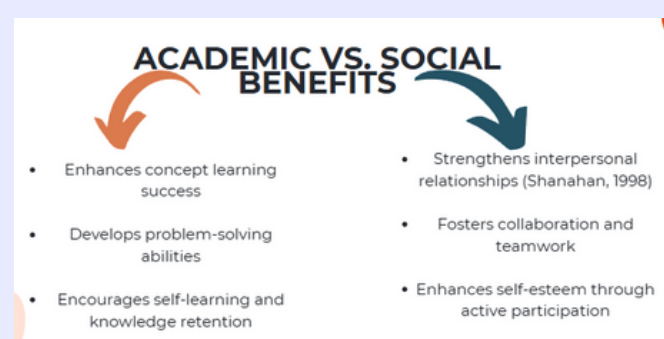 ACADEMIC VS. SOCIAL
BENEFITS
• Enhances concept learning
success
• Develops problem-solving
abilities
• Encourages self-learning and
knowledge retention
• Strengthens interpersonal
relationships (Shanahan, 1998)
• Fosters collaboration and
teamwork
• Enhances self-esteem through
active participation